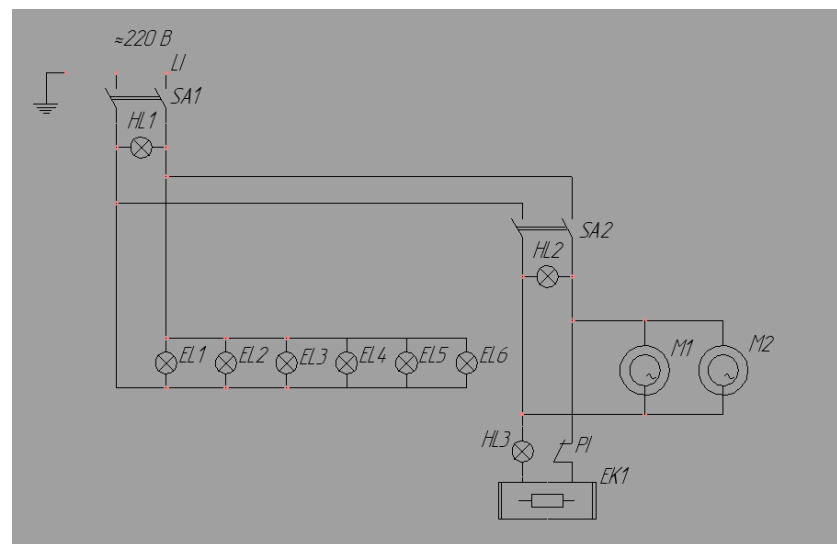 ≈220 В
LI
SA1
HL1
SA2
HL2
EL1 EL2 EL3 EL4 EL5 EL6
M1 M2
HL3 PI
EK1